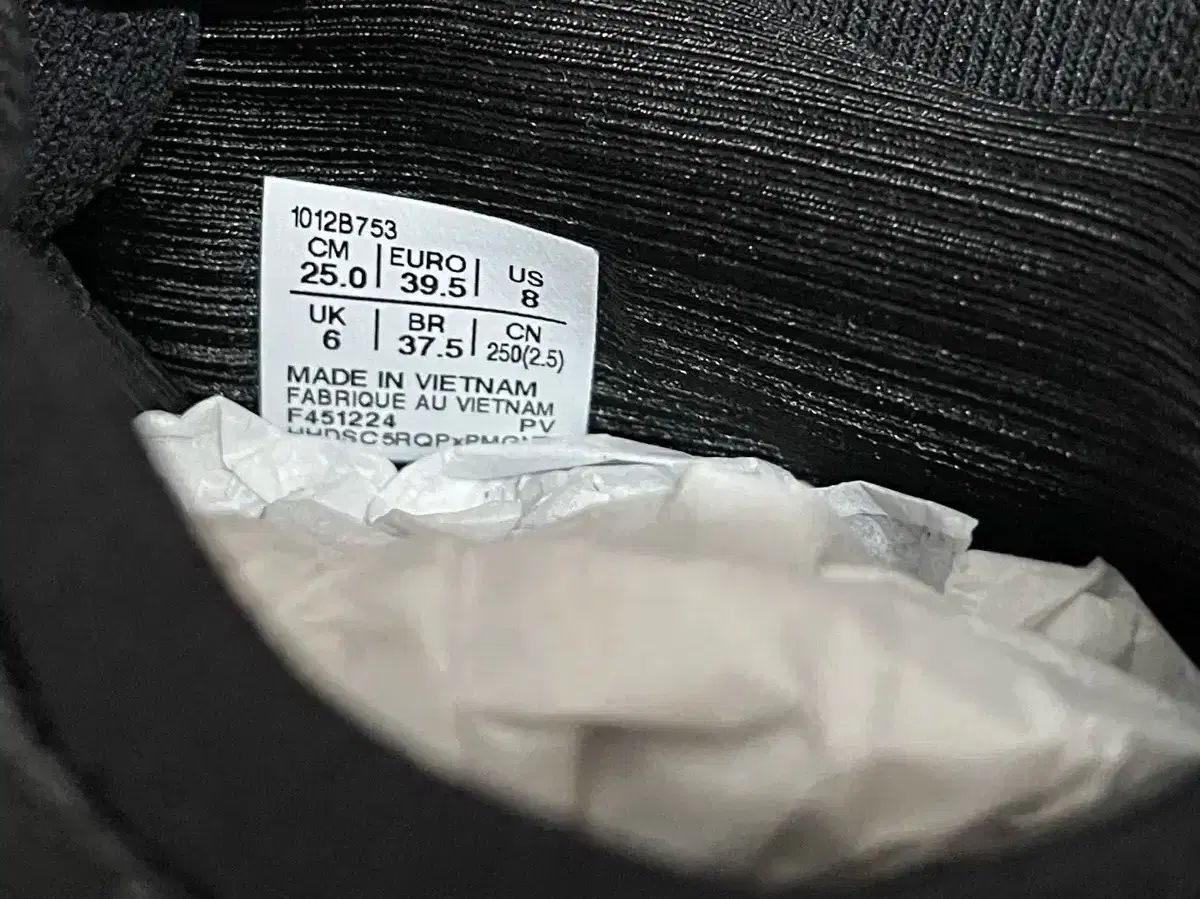 1012B753
CM | EURO | US
25.0 | 39.5 | 8
UK | BR | CN
6 | 37.5 | 250(2.5)
MADE IN VIETNAM
FABRIQUE AU VIETNAM
F451224 PV